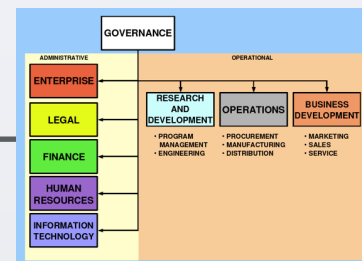 GOVERNANCE
ADMINISTRATIVE
OPERATIONAL
ENTERPRISE
LEGAL
FINANCE
HUMAN
RESOURCES
INFORMATION
TECHNOLOGY
RESEARCH
AND
DEVELOPMENT
• PROGRAM
MANAGEMENT
• ENGINEERING
OPERATIONS
• PROCUREMENT
• MANUFACTURING
• DISTRIBUTION
BUSINESS
DEVELOPMENT
• MARKETING
• SALES
• SERVICE